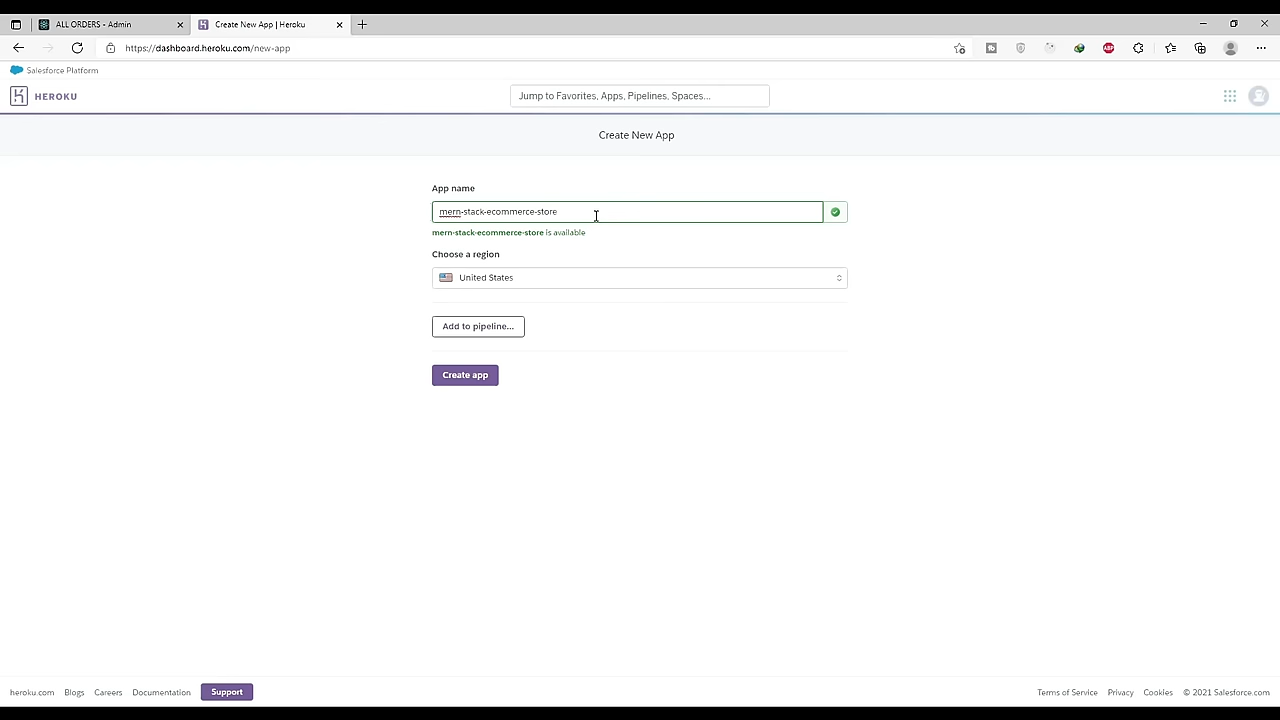 ALL ORDERS - Admin
Create New App | Heroku
https://dashboard.heroku.com/new-app
ABP
Salesforce Platform
HEROKU
Jump to Favorites, Apps, Pipelines, Spaces...
Create New App
App name
mern-stack-ecommerce-store
mern-stack-ecommerce-store is available
Choose a region
United States
Add to pipeline...
Create app
heroku.com Blogs Careers Documentation Support
Terms of Service Privacy Cookies © 2021 Salesforce.com